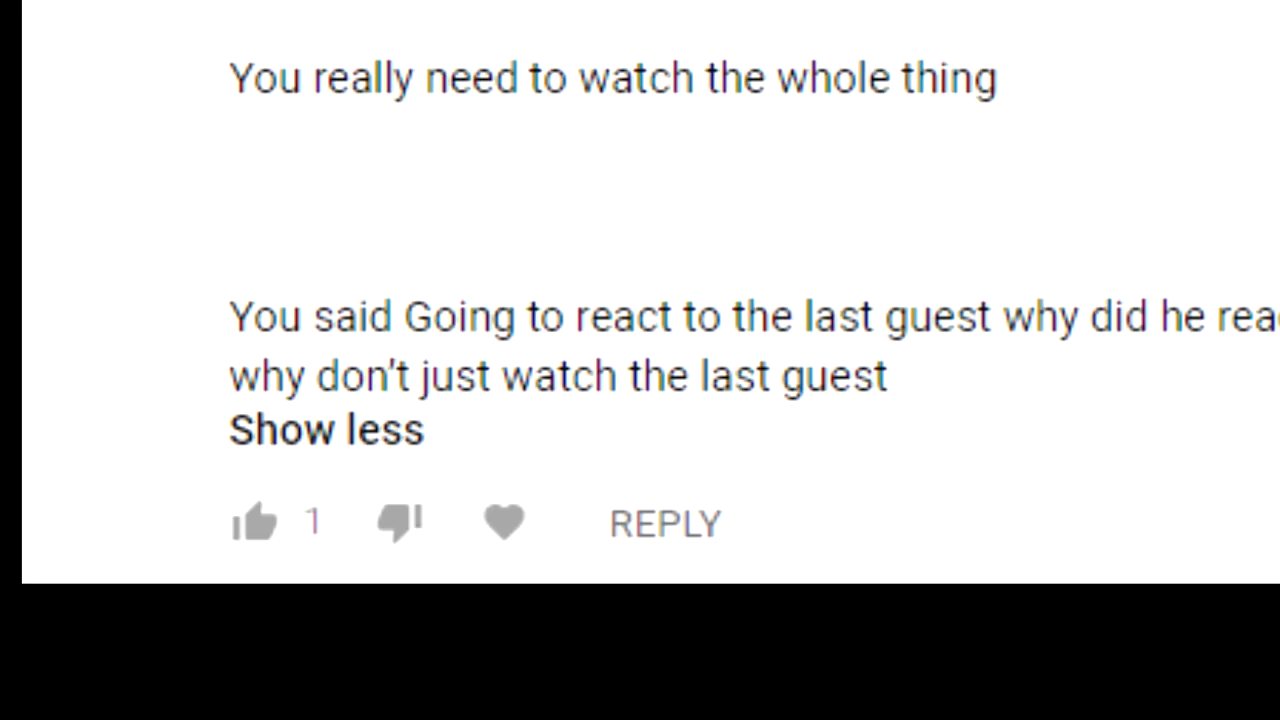 You really need to watch the whole thing
You said Going to react to the last guest why did he
why don't just watch the last guest
Show less
1
REPLY